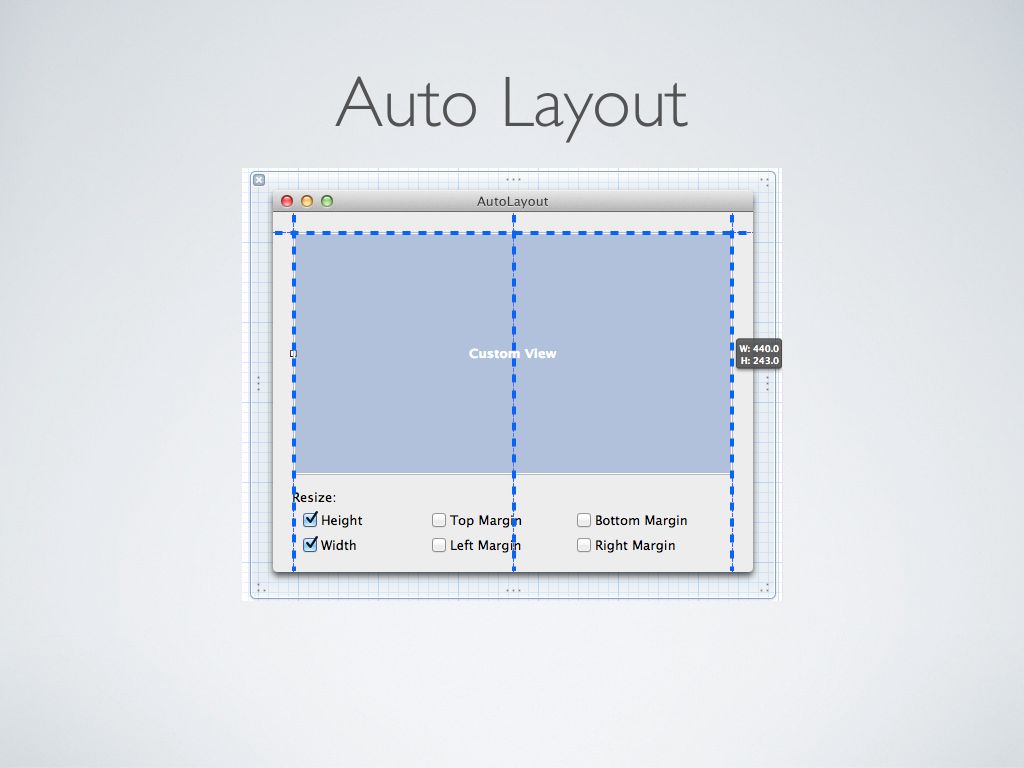 Auto Layout
AutoLayout
Custom View
W: 440.0
H: 243.0
Resize:
Height Top Margin Bottom Margin
Width Left Margin Right Margin